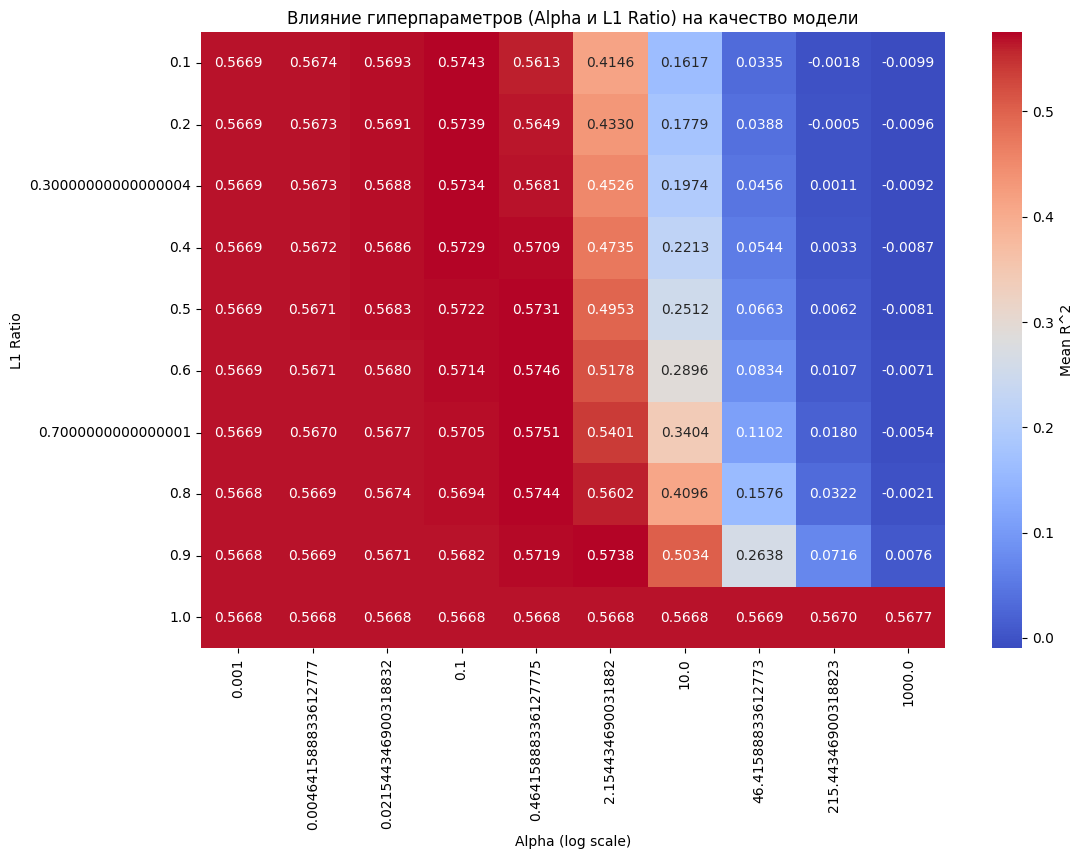 Влияние гиперпараметров (Alpha и L1 Ratio) на качество модели
L1 Ratio
0.1 0.5669 0.5674 0.5693 0.5743 0.5613 0.4146 0.1617 0.0335 -0.0018 -0.0099
0.2 0.5669 0.5673 0.5691 0.5739 0.5649 0.4330 0.1779 0.0388 -0.0005 -0.0096
0.30000000000000004 0.5669 0.5673 0.5688 0.5734 0.5681 0.4526 0.1974 0.0456 0.0011 -0.0092
0.4 0.5669 0.5672 0.5686 0.5729 0.5709 0.4735 0.2213 0.0544 0.0033 -0.0087
0.5 0.5669 0.5671 0.5683 0.5722 0.5731 0.4953 0.2512 0.0663 0.0062 -0.0081
0.6 0.5669 0.5671 0.5680 0.5714 0.5746 0.5178 0.2896 0.0834 0.0107 -0.0071
0.7000000000000001 0.5669 0.5670 0.5677 0.5705 0.5751 0.5401 0.3404 0.1102 0.0180 -0.0054
0.8 0.5668 0.5669 0.5674 0.5694 0.5744 0.5602 0.4096 0.1576 0.0322 -0.0021
0.9 0.5668 0.5669 0.5671 0.5682 0.5719 0.5738 0.5034 0.2638 0.0716 0.0076
1.0 0.5668 0.5668 0.5668 0.5668 0.5668 0.5668 0.5668 0.5669 0.5670 0.5677
0.001
0.004641588833612777
0.021544346900318832
0.1
0.46415888336127775
2.154434690031882
10.0
46.41588833612773
215.44346900318823
1000.0
Alpha (log scale)
0.5
0.4
0.3
0.2
0.1
0.0
Mean R^2